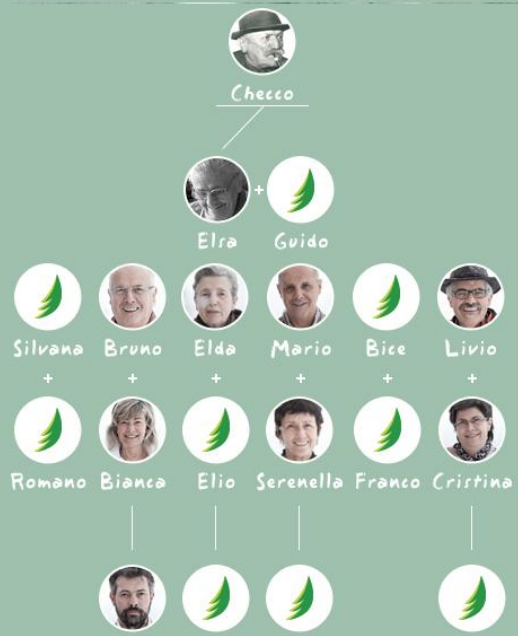 Checco
Elsa + Guido
Silvana Bruno Elda Mario Bice Livio
+ + + + + +
Romano Bianca Elio Serenella Franco Cristina